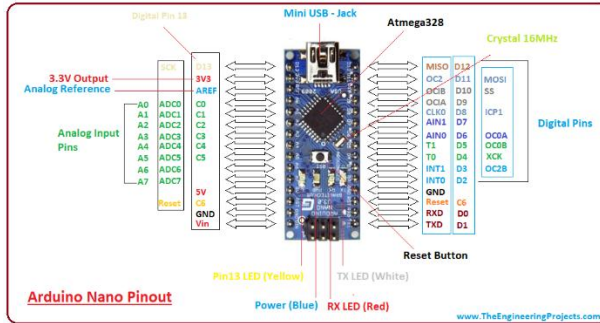 Digital Pin 13
Mini USB - Jack
Atmega328
Crystal 16MHz
3.3V Output
Analog Reference
Analog Input
Pins
SCK D13
3V3
AREF
A0 ADC0 C0
A1 ADC1 C1
A2 ADC2 C2
A3 ADC3 C3
A4 ADC4 C4
A5 ADC5 C5
A6 ADC6
A7 ADC7
5V
Reset C6
GND
Vin
MISO D12
OC2 D11 MOSI
OCIB D10 SS
OCIA D9
CLK0 D8 ICP1
AIN1 D7
AIN0 D6 OC0A
T1 D5 OC0B
T0 D4 XCK
INT1 D3 OC2B
INT0 D2
GND
Reset C6
RXD D0
TXD D1
Digital Pins
Reset Button
Pin13 LED (Yellow)
TX LED (White)
Power (Blue)
RX LED (Red)
Arduino Nano Pinout
www.TheEngineeringProjects.com